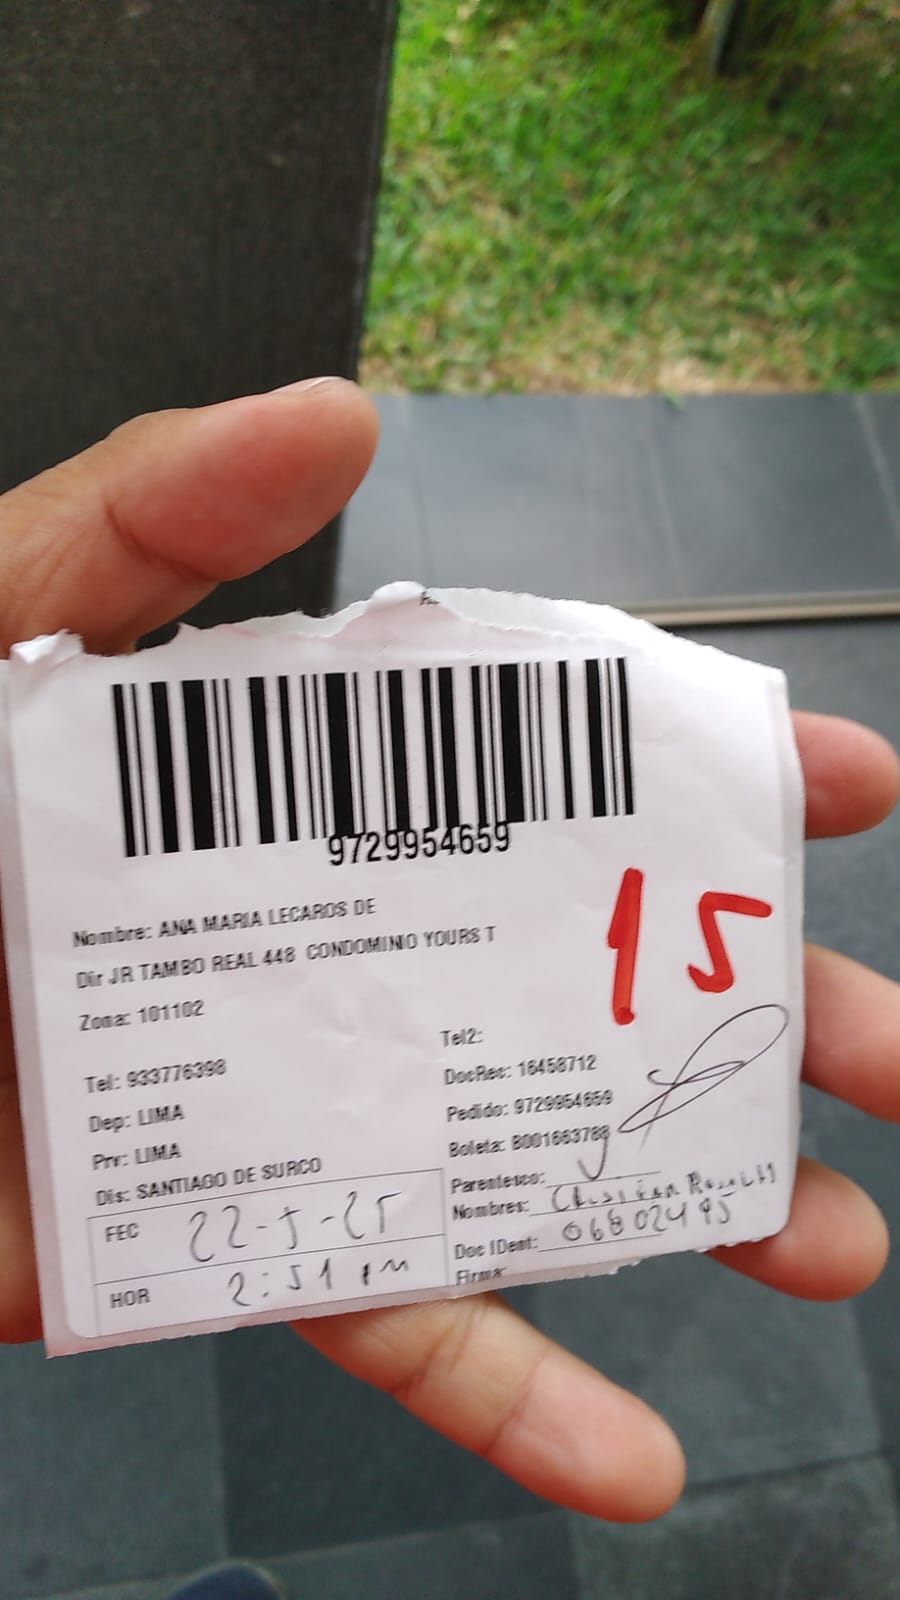 9729954659
Nombre: ANA MARIA LECAROS DE
Dir JR TAMBO REAL 448 CONDOMINIO YOURS T
Zona: 101102
15
Tel: 933776398
Dep: LIMA
Prv: LIMA
Dis: SANTIAGO DE SURCO
Tel2:
DocRec: 16458712
Pedido: 9729954659
Boleta: B001663788
Parentesco:
Nombres:
Doc IDent: 06802495
Firma:
FEC 22-5-25
HOR 2:51 pm